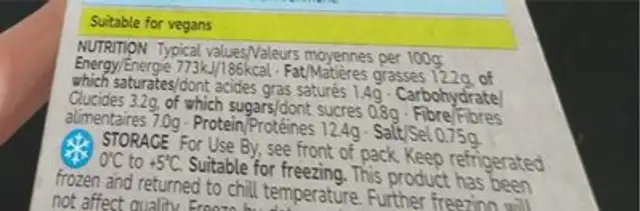 Suitable for vegans
NUTRITION Typical values/Valeurs moyennes per 100g:
Energy/Énergie 773kJ/186kcal · Fat/Matières grasses 12.2g, of
which saturates/dont acides gras saturés 1.4g · Carbohydrate/
Glucides 3.2g, of which sugars/dont sucres 0.8g · Fibre/Fibres
alimentaires 7.0g · Protein/Protéines 12.4g · Salt/Sel 0.75g.
STORAGE For Use By, see front of pack. Keep refrigerated
0°C to +5°C. Suitable for freezing. This product has been
frozen and returned to chill temperature. Further freezing will
not affect quality. Freeze by